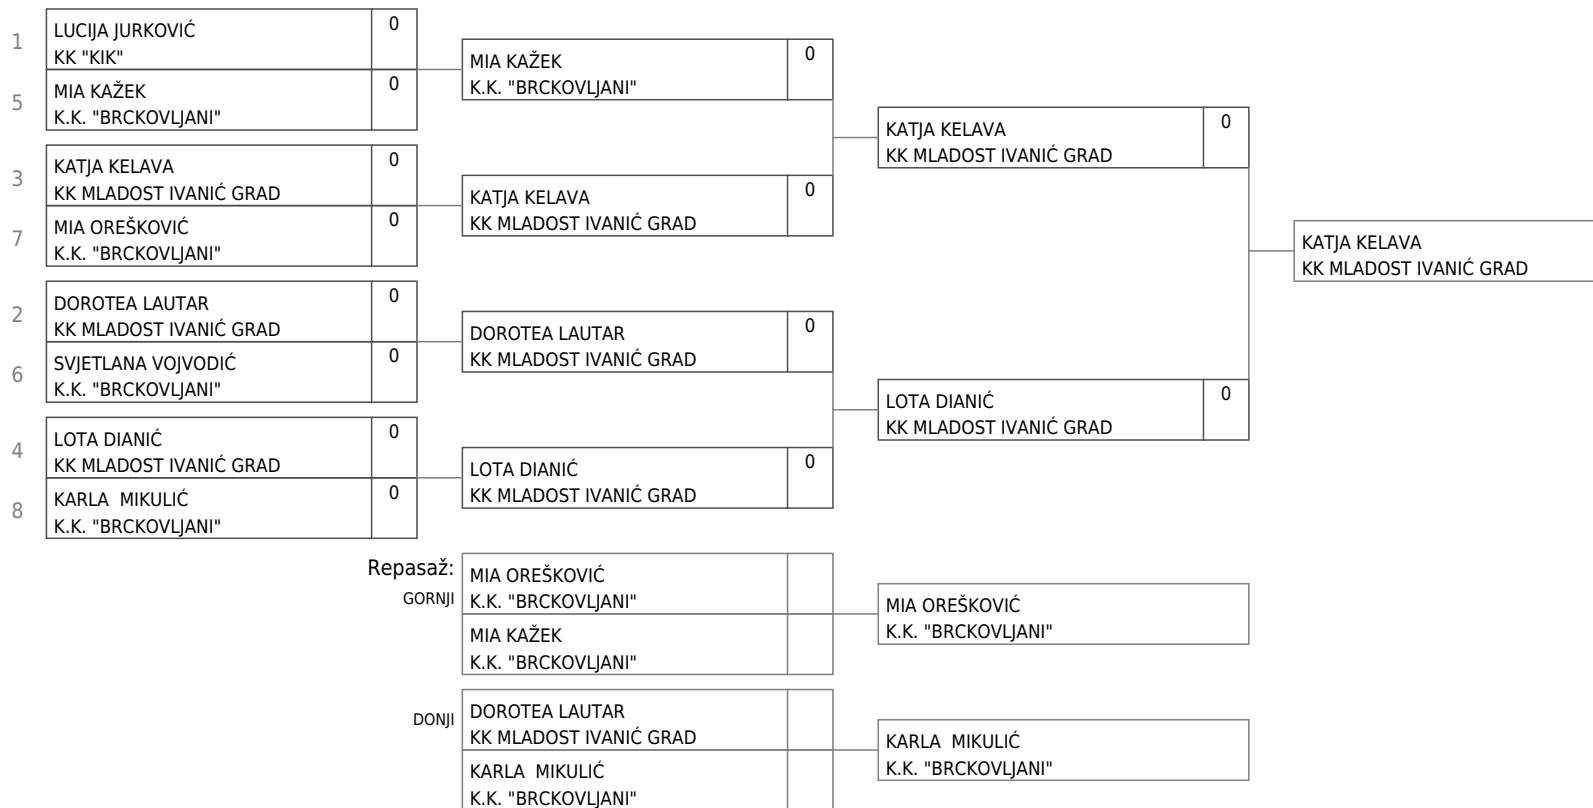 1
LUCIJA JURKOVIĆ 0
KK "KIK"
5
MIA KAŽEK 0
K.K. "BRCKOVLJANI"
3
KATJA KELAVA 0
KK MLADOST IVANIĆ GRAD
7
MIA OREŠKOVIĆ 0
K.K. "BRCKOVLJANI"
2
DOROTEA LAUTAR 0
KK MLADOST IVANIĆ GRAD
6
SVJETLANA VOJVODIĆ 0
K.K. "BRCKOVLJANI"
4
LOTA DIANIĆ 0
KK MLADOST IVANIĆ GRAD
8
KARLA  MIKULIĆ 0
K.K. "BRCKOVLJANI"
MIA KAŽEK 0
K.K. "BRCKOVLJANI"
KATJA KELAVA 0
KK MLADOST IVANIĆ GRAD
DOROTEA LAUTAR 0
KK MLADOST IVANIĆ GRAD
LOTA DIANIĆ 0
KK MLADOST IVANIĆ GRAD
KATJA KELAVA 0
KK MLADOST IVANIĆ GRAD
LOTA DIANIĆ 0
KK MLADOST IVANIĆ GRAD
KATJA KELAVA
KK MLADOST IVANIĆ GRAD
Repasaž:
GORNJI
MIA OREŠKOVIĆ
K.K. "BRCKOVLJANI"
MIA KAŽEK
K.K. "BRCKOVLJANI"
MIA OREŠKOVIĆ
K.K. "BRCKOVLJANI"
DONJI
DOROTEA LAUTAR
KK MLADOST IVANIĆ GRAD
KARLA  MIKULIĆ
K.K. "BRCKOVLJANI"
KARLA  MIKULIĆ
K.K. "BRCKOVLJANI"